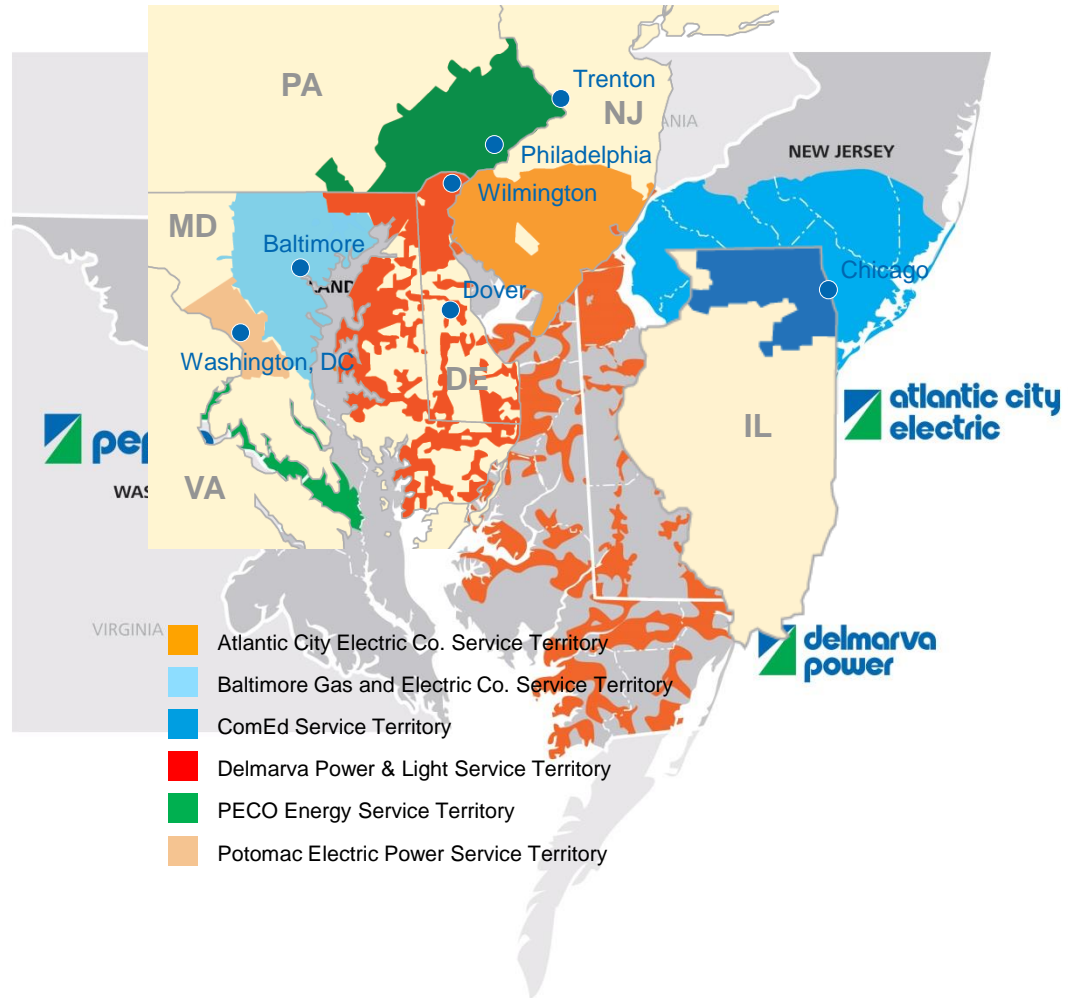 PA
Trenton
NJ
ANIA
Philadelphia
NEW JERSEY
Wilmington
MD
Baltimore
Chicago
Dover
Washington, DC
DE
atlantic city
electric
IL
pep
VA
WAS
VIRGINIA
Atlantic City Electric Co. Service Territory
delmarva
power
Baltimore Gas and Electric Co. Service Territory
ComEd Service Territory
Delmarva Power & Light Service Territory
PECO Energy Service Territory
Potomac Electric Power Service Territory